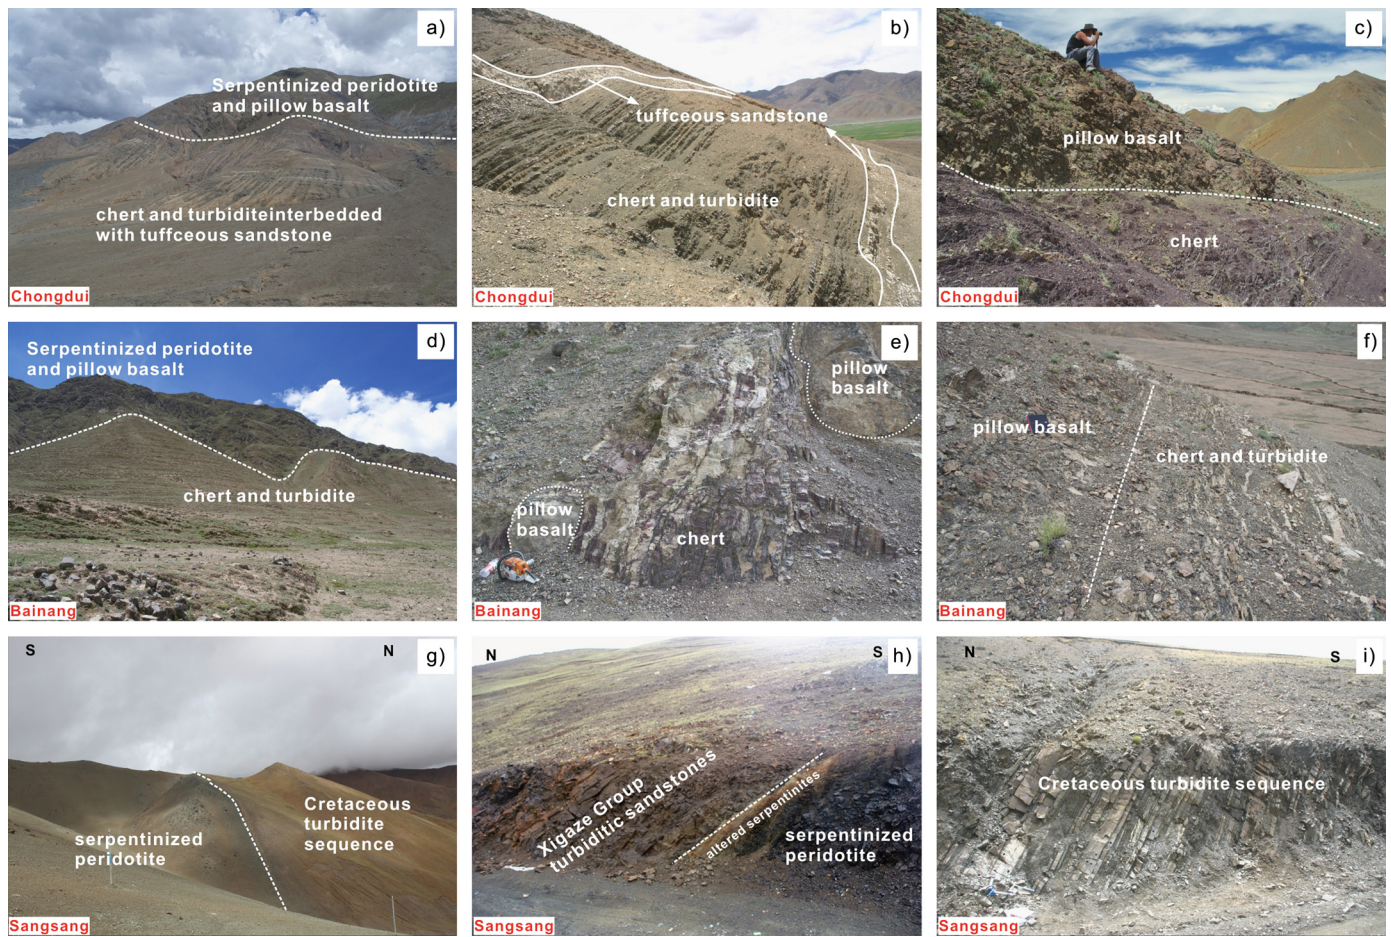 a)
Serpentinized peridotite
and pillow basalt
chert and turbiditeinterbedded
with tuffceous sandstone
Chongdui
b)
tuffceous sandstone
chert and turbidite
Chongdui
c)
pillow basalt
chert
Chongdui
d)
Serpentinized peridotite
and pillow basalt
chert and turbidite
Bainang
e)
pillow
basalt
pillow
basalt
chert
Bainang
f)
pillow basalt
chert and turbidite
Bainang
g)
S
N
Cretaceous
turbidite
sequence
serpentinized
peridotite
Sangsang
h)
N
S
Xigaze Group
turbiditic sandstones
altered serpentinites
serpentinized
peridotite
Sangsang
i)
N
S
Cretaceous turbidite sequence
Sangsang